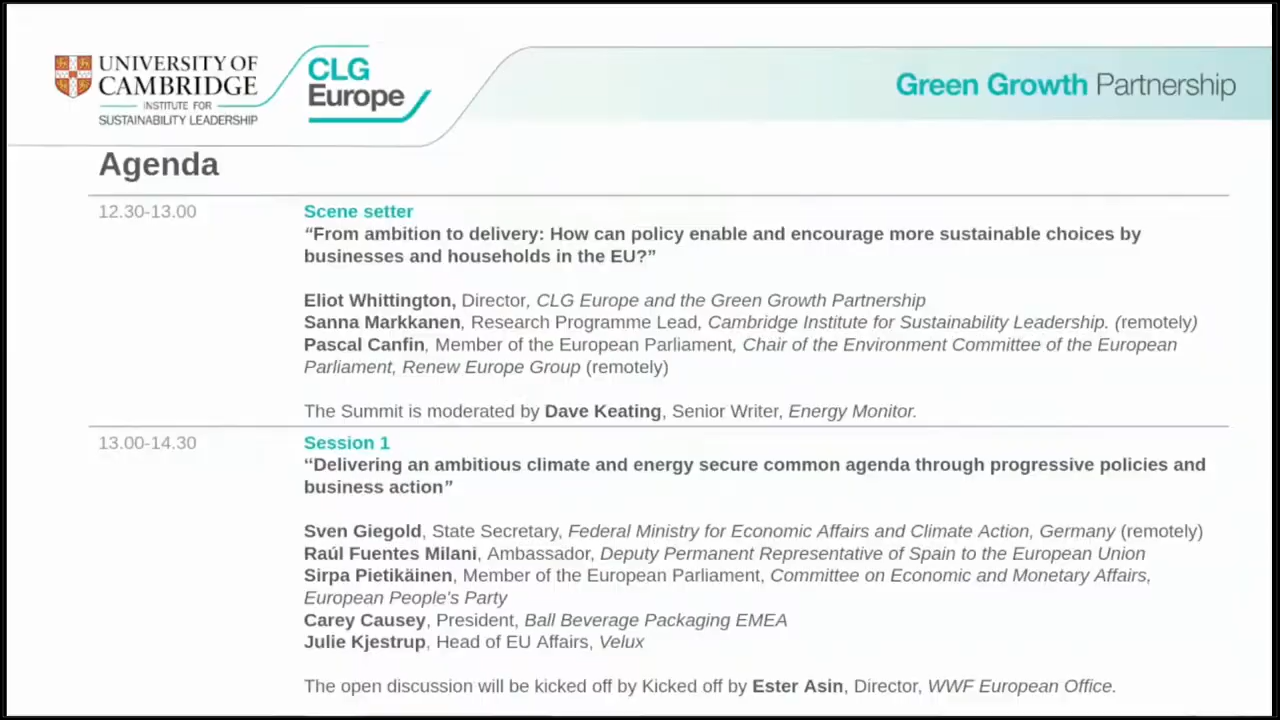 UNIVERSITY OF
CAMBRIDGE
INSTITUTE FOR
SUSTAINABILITY LEADERSHIP
CLG
Europe
Green Growth Partnership
Agenda
12.30-13.00
Scene setter
“From ambition to delivery: How can policy enable and encourage more sustainable choices by
businesses and households in the EU?”
Eliot Whittington, Director, CLG Europe and the Green Growth Partnership
Sanna Markkanen, Research Programme Lead, Cambridge Institute for Sustainability Leadership. (remotely)
Pascal Canfin, Member of the European Parliament, Chair of the Environment Committee of the European
Parliament, Renew Europe Group (remotely)
The Summit is moderated by Dave Keating, Senior Writer, Energy Monitor.
13.00-14.30
Session 1
“Delivering an ambitious climate and energy secure common agenda through progressive policies and
business action”
Sven Giegold, State Secretary, Federal Ministry for Economic Affairs and Climate Action, Germany (remotely)
Raúl Fuentes Milani, Ambassador, Deputy Permanent Representative of Spain to the European Union
Sirpa Pietikäinen, Member of the European Parliament, Committee on Economic and Monetary Affairs,
European People's Party
Carey Causey, President, Ball Beverage Packaging EMEA
Julie Kjestrup, Head of EU Affairs, Velux
The open discussion will be kicked off by Kicked off by Ester Asin, Director, WWF European Office.